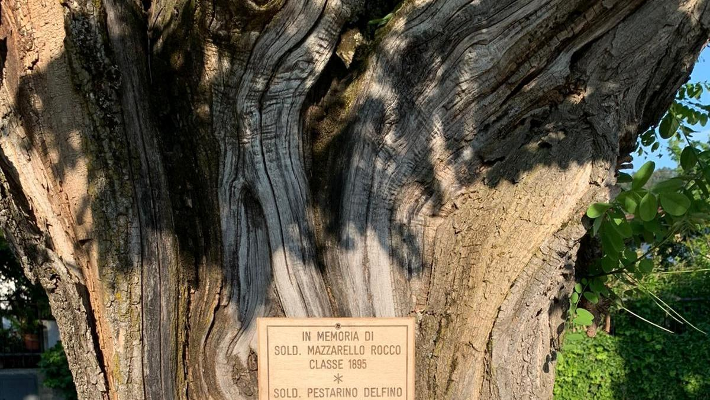 IN MEMORIA DI
SOLD. MAZZARELLO ROCCO
CLASSE 1895
*
SOLD. PESTARINO DELFINO